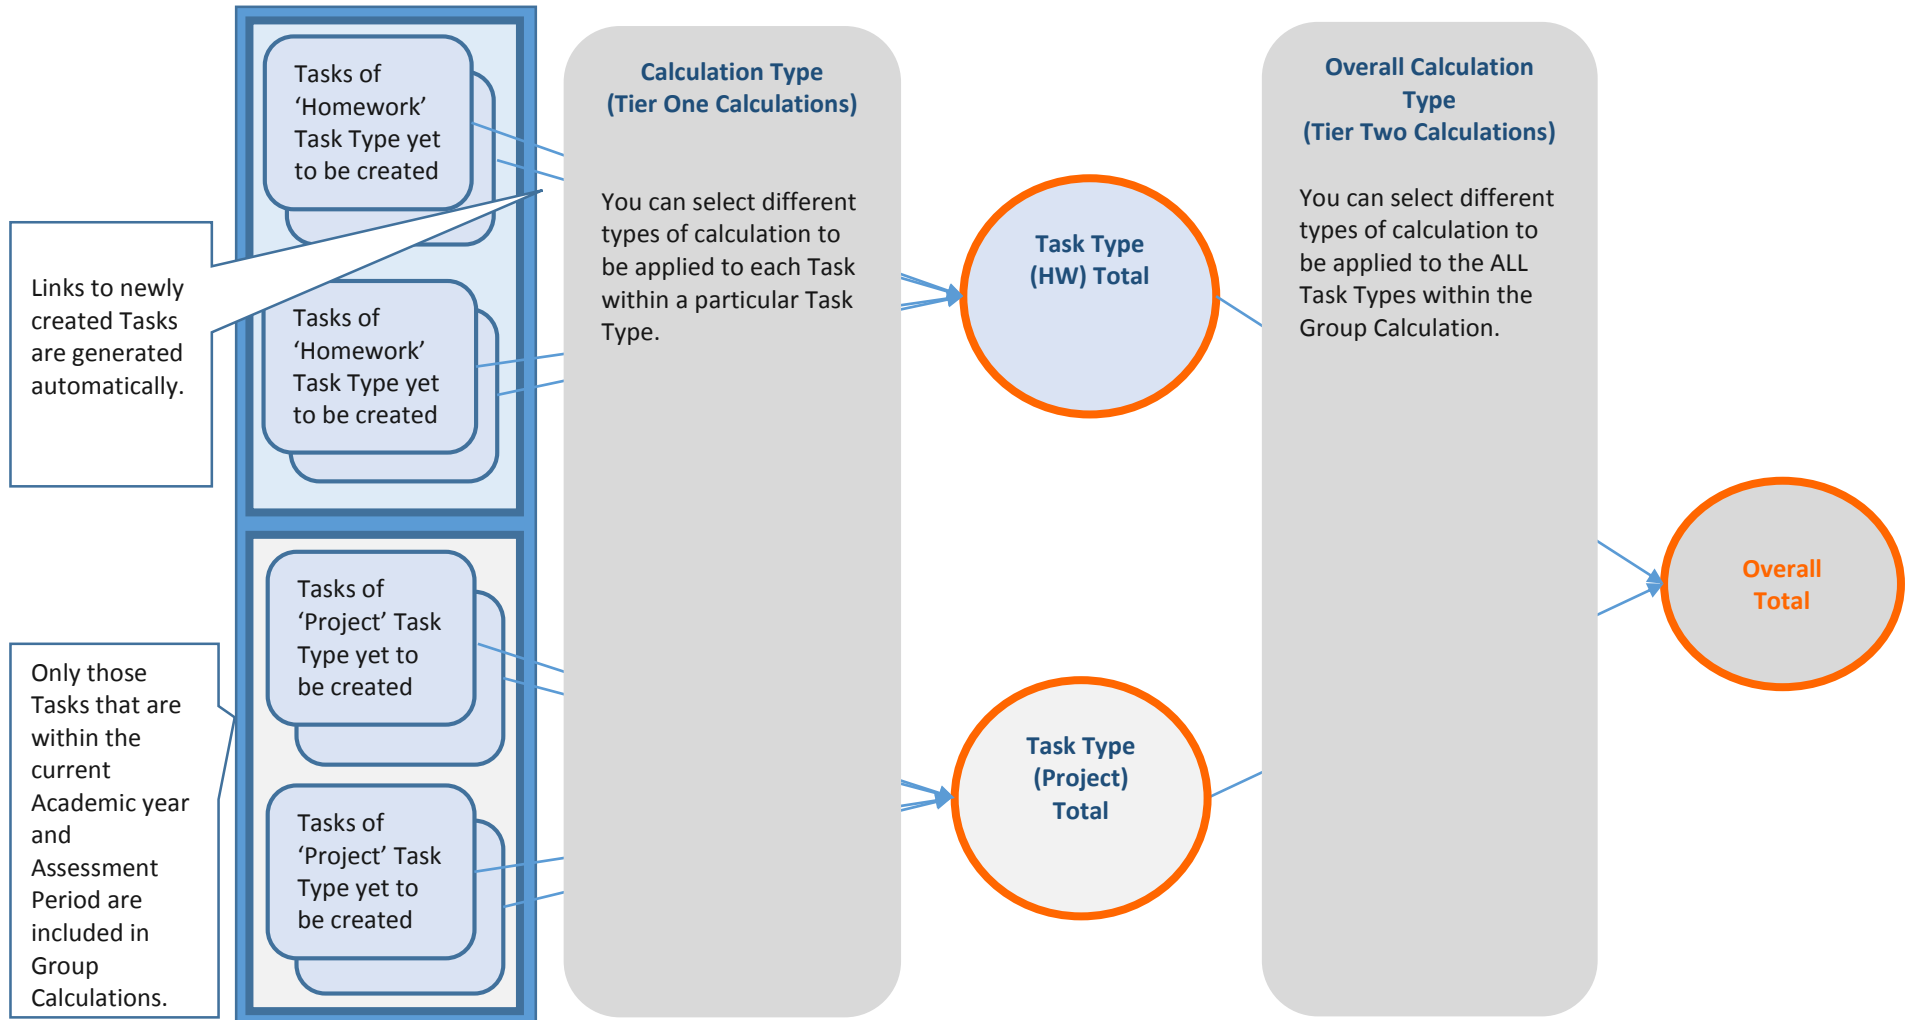 Tasks of
‘Homework’
Task Type yet
to be created
Links to newly
created Tasks
are generated
automatically.
Tasks of
‘Homework’
Task Type yet
to be created
Tasks of
‘Project’ Task
Type yet to
be created
Only those
Tasks that are
within the
current
Academic year
and
Assessment
Period are
included in
Group
Calculations.
Tasks of
‘Project’ Task
Type yet to
be created
Calculation Type
(Tier One Calculations)
You can select different
types of calculation to
be applied to each Task
within a particular Task
Type.
Task Type
(HW) Total
Task Type
(Project)
Total
Overall Calculation
Type
(Tier Two Calculations)
You can select different
types of calculation to
be applied to the ALL
Task Types within the
Group Calculation.
Overall
Total